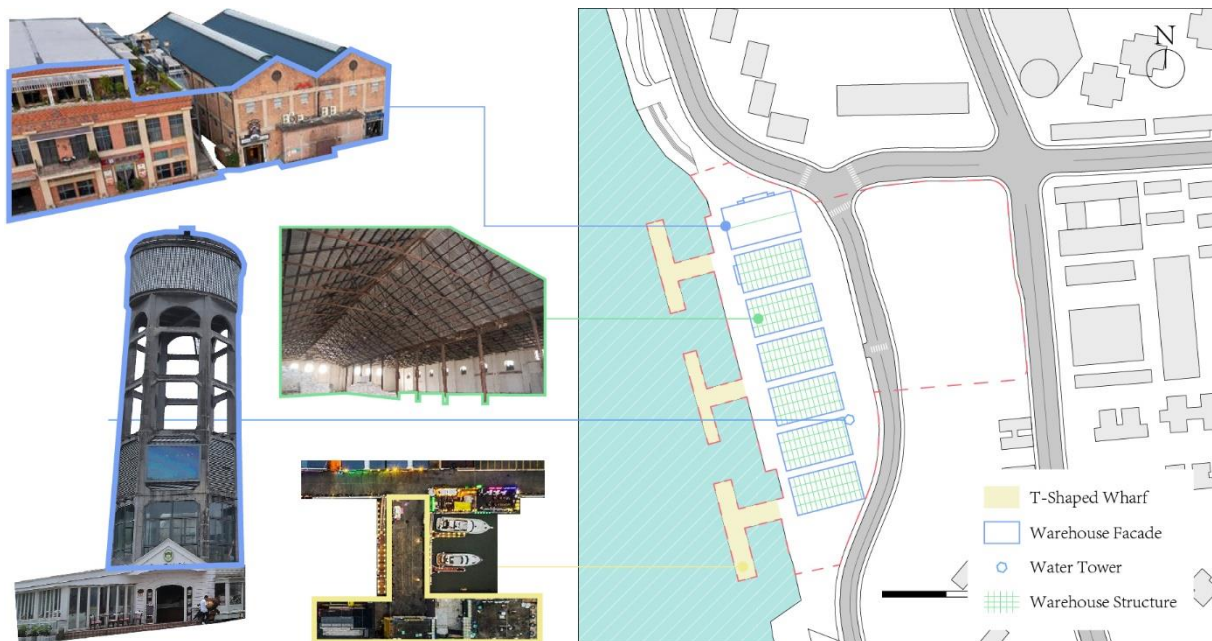 N
T-Shaped Wharf
Warehouse Facade
Water Tower
Warehouse Structure